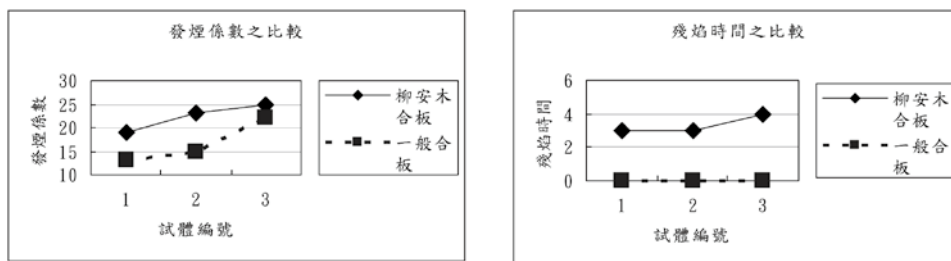 發煙係數之比較
30
25
20
15
10
發煙係數
1 2 3
試體編號
柳安木
合板
一般合
板
殘焰時間之比較
6
4
2
0
殘焰時間
1 2 3
試體編號
柳安木
合板
一般合
板